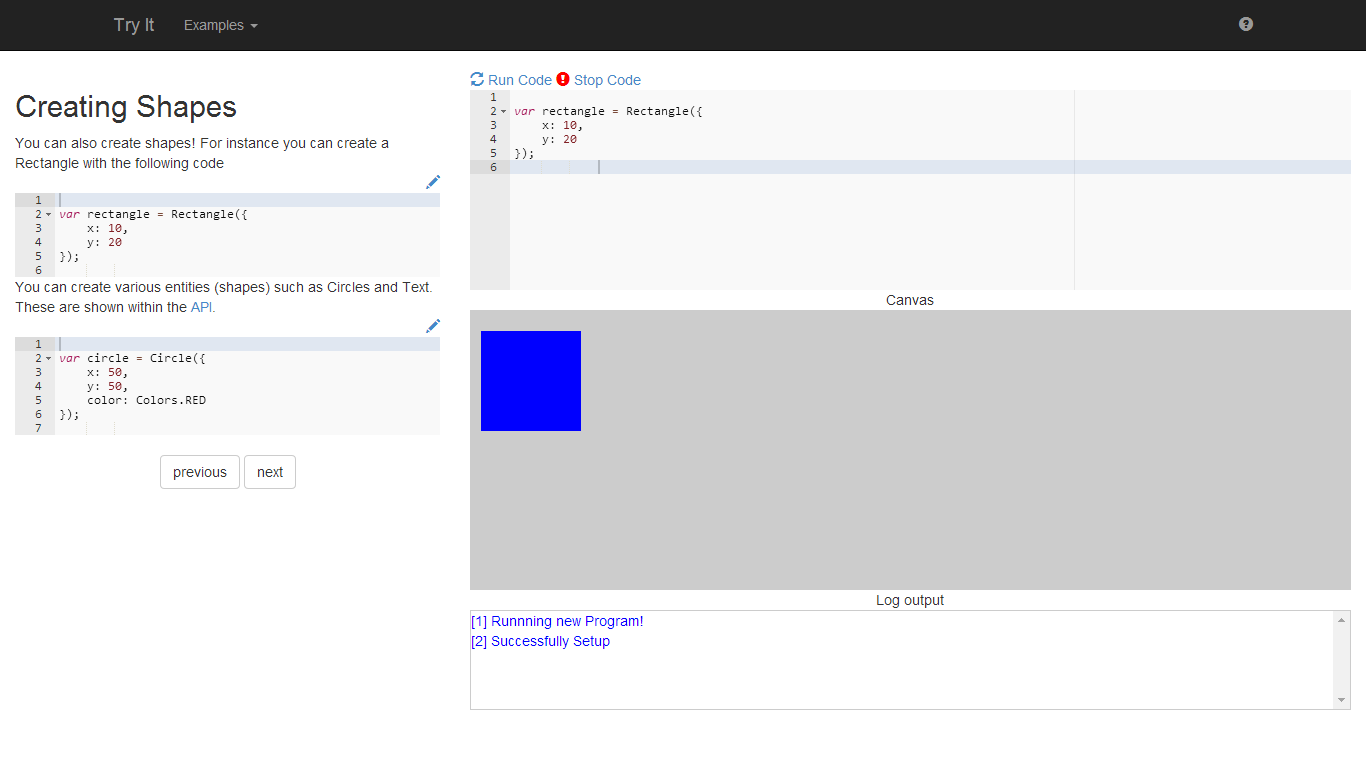 Try It
Examples
Creating Shapes
You can also create shapes! For instance you can create a
Rectangle with the following code
1
2 var rectangle = Rectangle({
3     x: 10,
4     y: 20
5 });
6
You can create various entities (shapes) such as Circles and Text.
These are shown within the API.
1
2 var circle = Circle({
3     x: 50,
4     y: 50,
5     color: Colors.RED
6 });
7
previous
next
Run Code
Stop Code
1
2 var rectangle = Rectangle({
3     x: 10,
4     y: 20
5 });
6
Canvas
Log output
[1] Runnning new Program!
[2] Successfully Setup